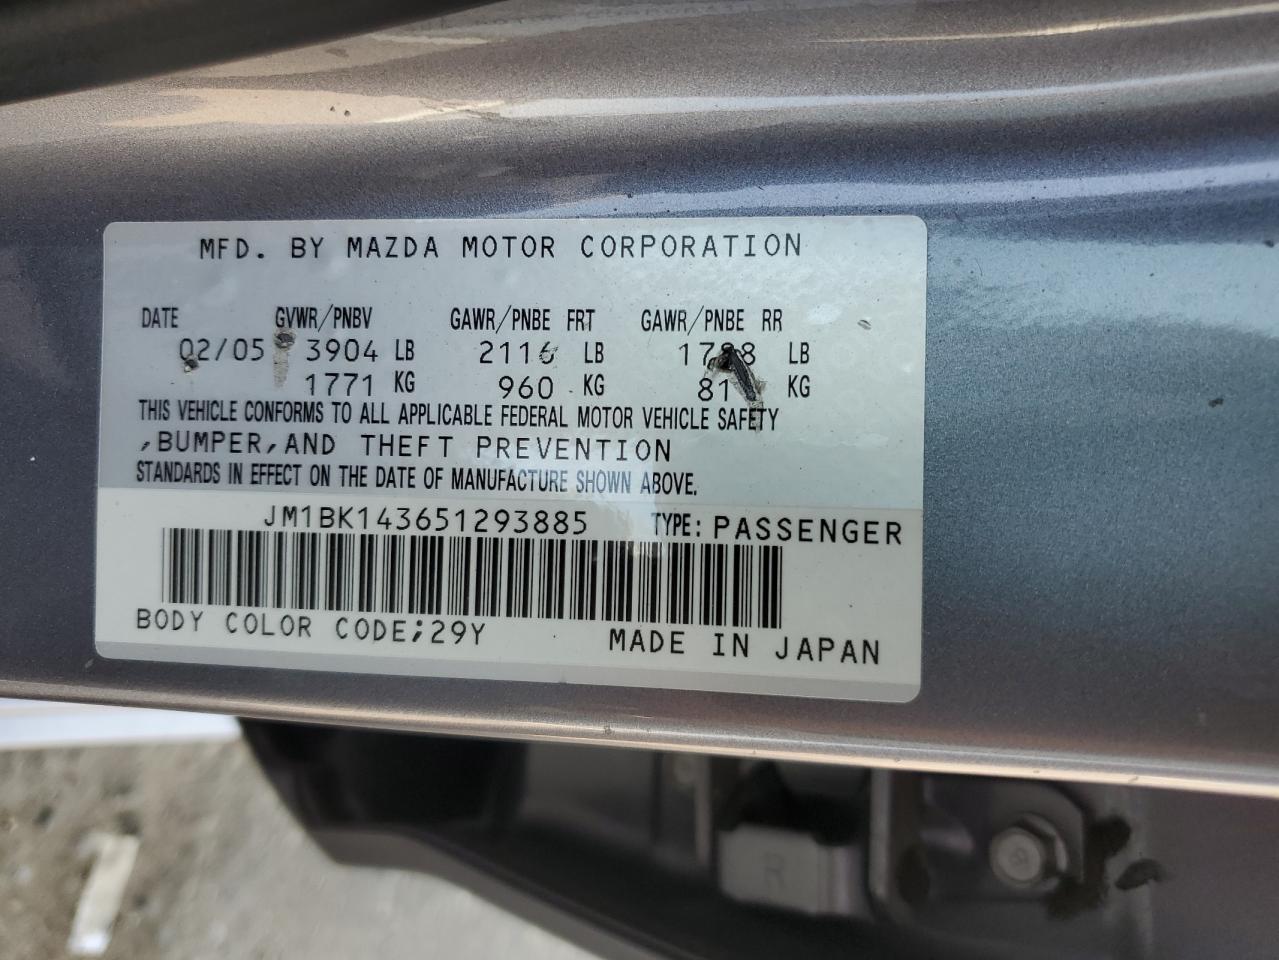 MFD. BY MAZDA MOTOR CORPORATION
DATE GVWR/PNBV GAWR/PNBE FRT GAWR/PNBE RR
02/05 3904 LB 2116 LB LB
1771 KG 960 KG KG
THIS VEHICLE CONFORMS TO ALL APPLICABLE FEDERAL MOTOR VEHICLE SAFETY
,BUMPER,AND THEFT PREVENTION
STANDARDS IN EFFECT ON THE DATE OF MANUFACTURE SHOWN ABOVE.
JM1BK143651293885 TYPE: PASSENGER
BODY COLOR CODE;29Y MADE IN JAPAN
R